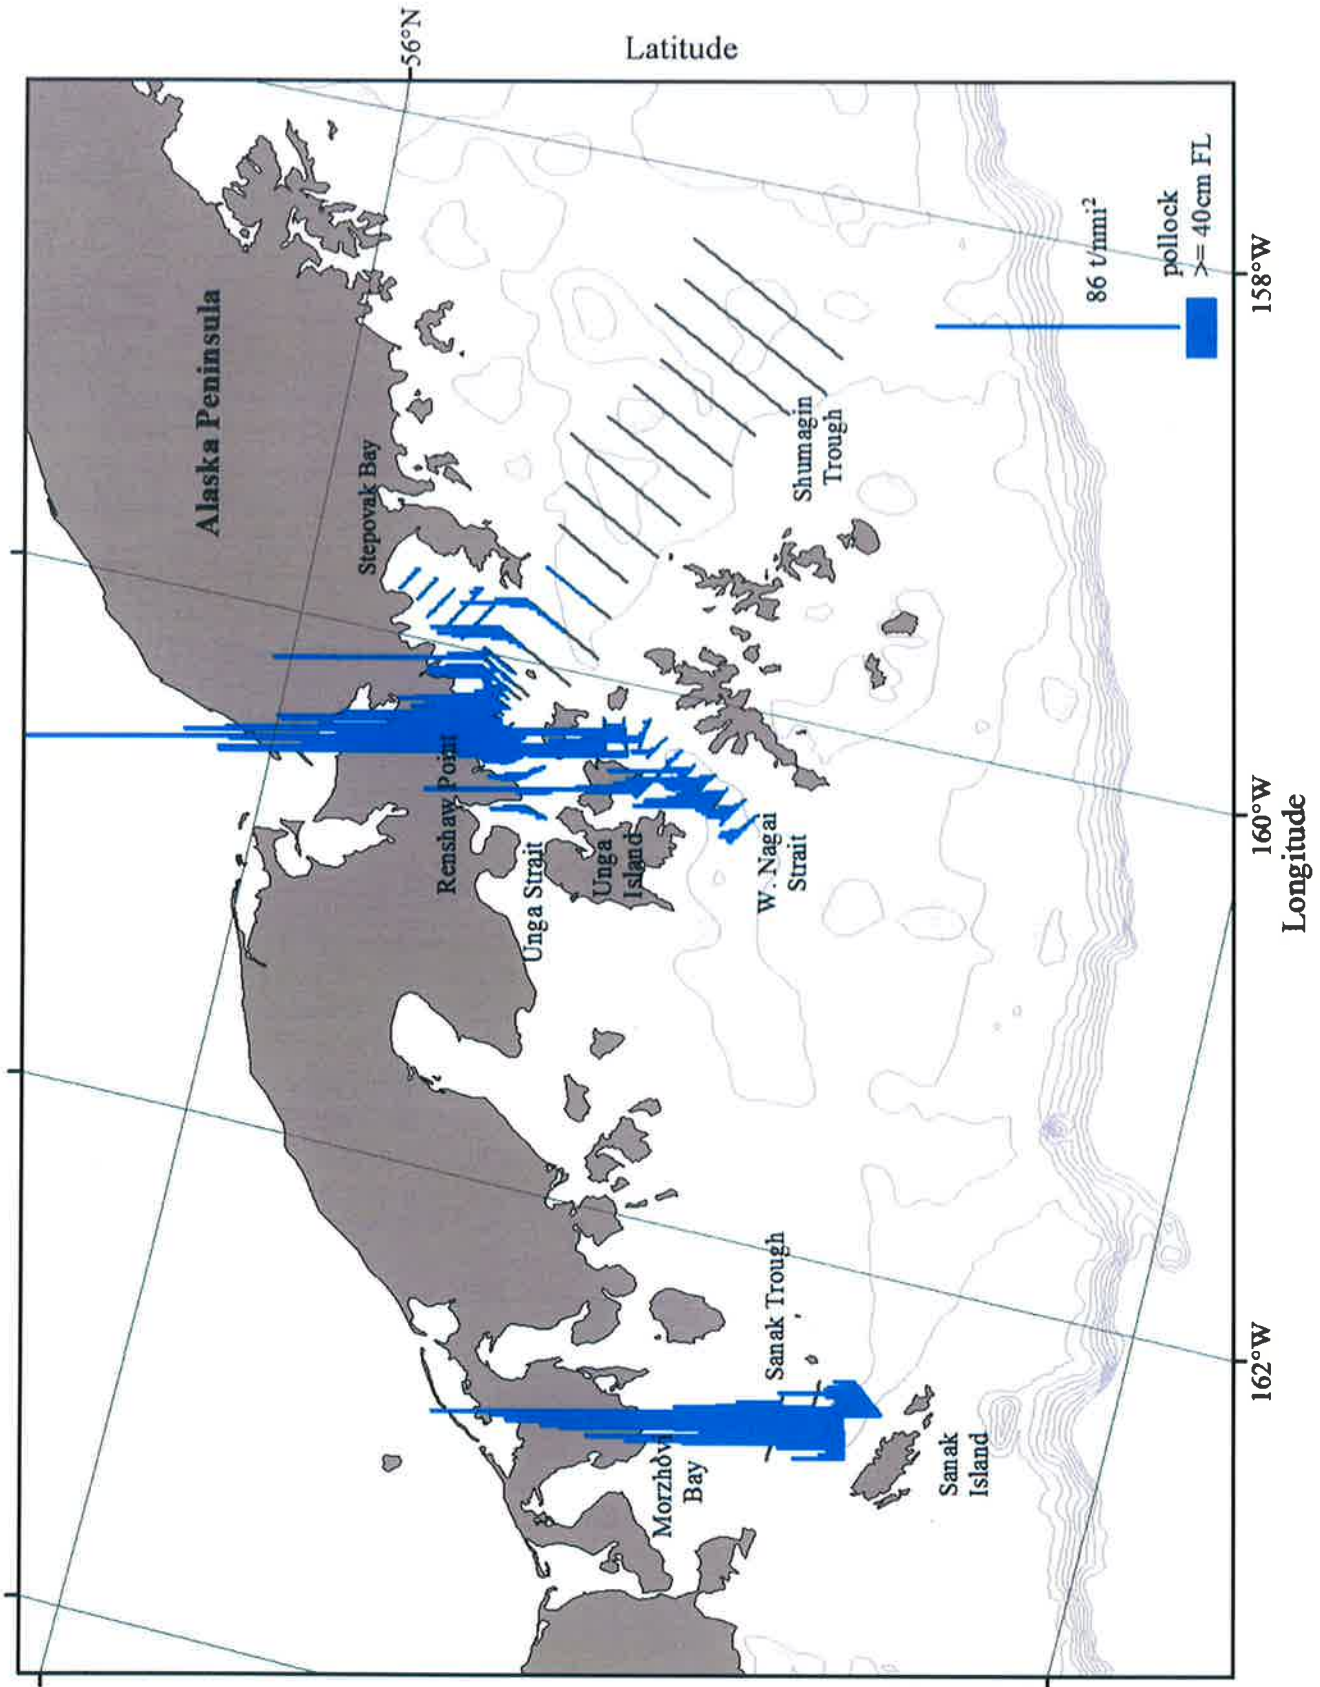 56°N
Latitude
Alaska Peninsula
Stepovak Bay
Renshaw Point
Unga Strait
Unga
Island
W. Nagai
Strait
Shumagin
Trough
Sanak Trough
Morzhovi
Bay
Sanak
Island
86 t/nmi²
pollock
>= 40cm FL
158°W
160°W
162°W
Longitude